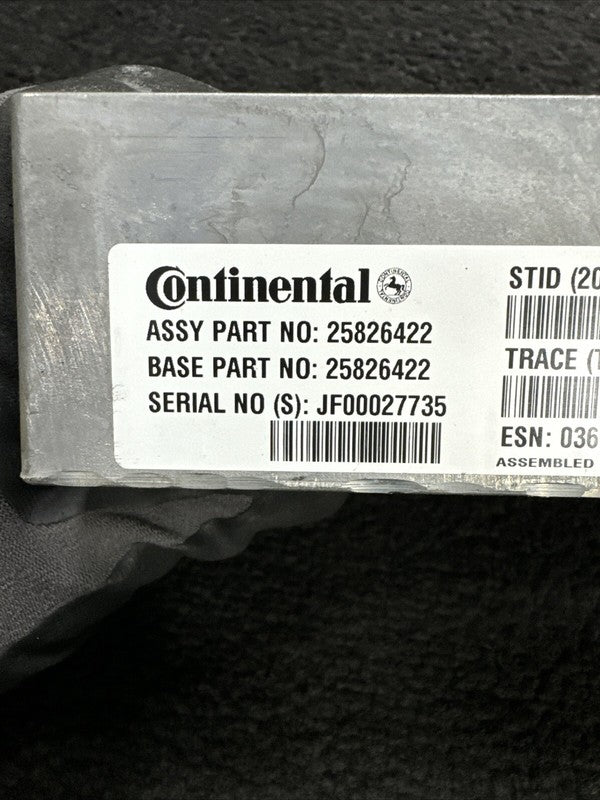 Continental
ASSY PART NO: 25826422
BASE PART NO: 25826422
SERIAL NO (S): JF00027735
STID (20
TRACE (T
ESN: 036
ASSEMBLED